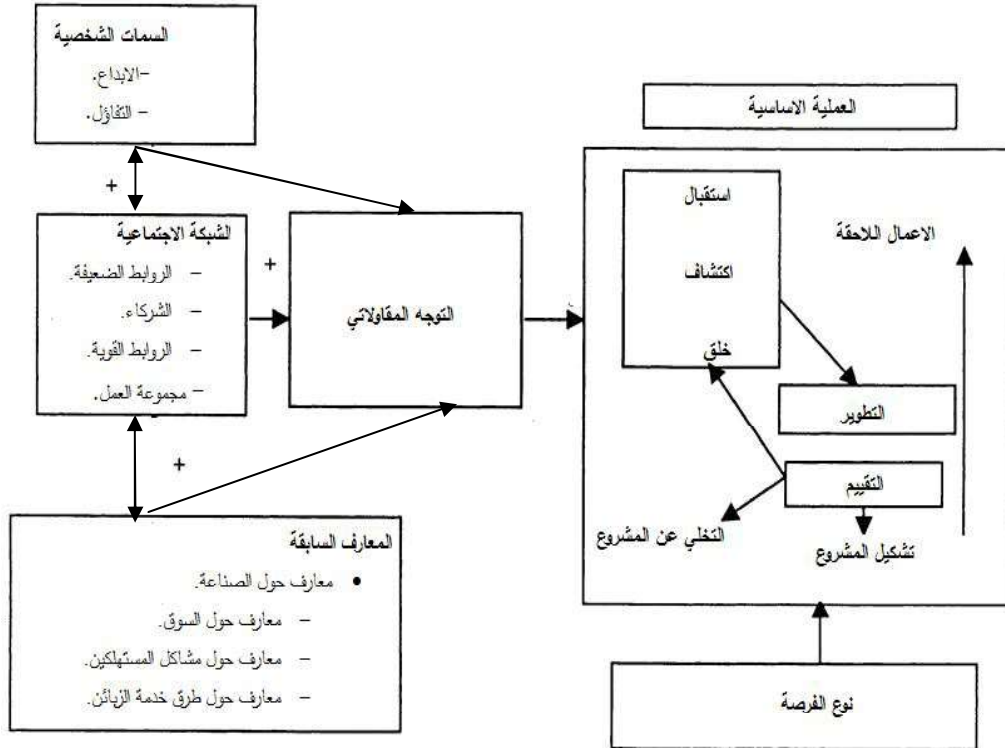 السمات الشخصية
-الابداع.
- التفاؤل.
+
الشبكة الاجتماعية
- الروابط الضعيفة.
- الشركاء.
- الروابط القوية.
- مجموعة العمل.
+
المعارف السابقة
• معارف حول الصناعة.
- معارف حول السوق.
- معارف حول مشاكل المستهلكين.
- معارف حول طرق خدمة الزبائن.
+
التوجه المقاولاتي
العملية الاساسية
استقبال
اكتشاف
خلق
الاعمال اللاحقة
التطوير
التقييم
التخلي عن المشروع
تشكيل المشروع
نوع الفرصة